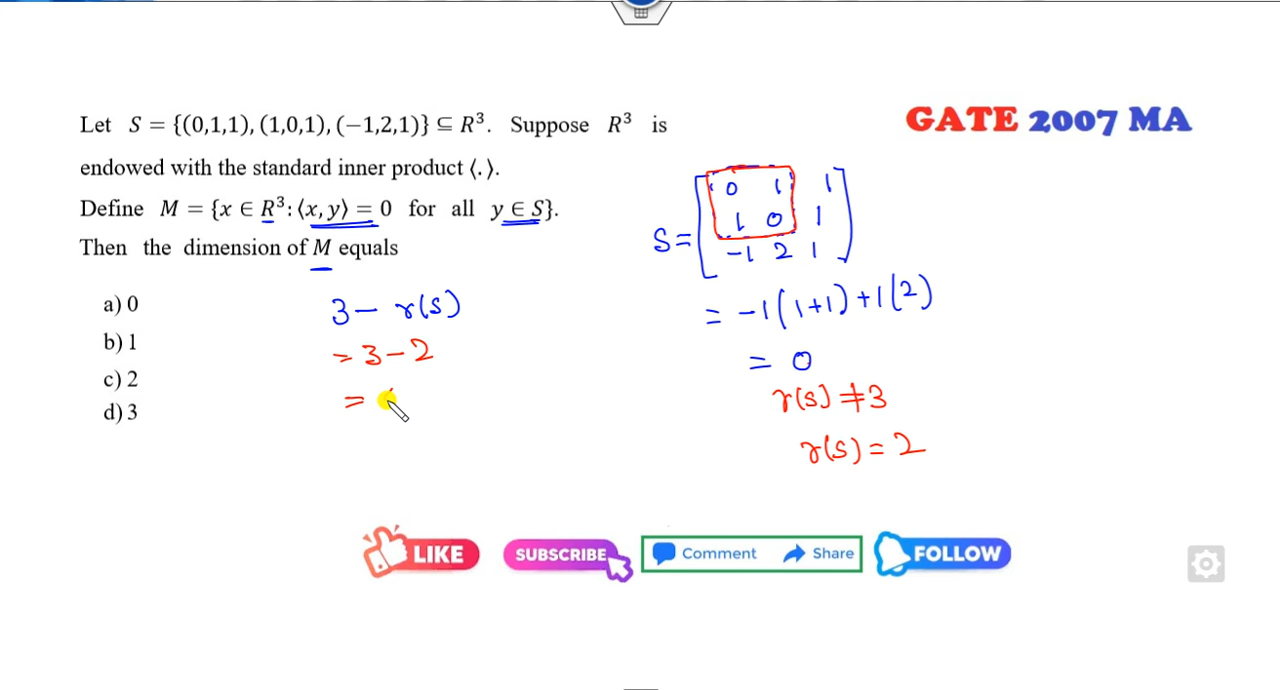 GATE 2007 MA
Let S = {(0,1,1), (1,0,1), (−1,2,1)} ⊆ R³. Suppose R³ is
endowed with the standard inner product ⟨.⟩.
Define M = {x ∈ R³: ⟨x, y⟩ = 0 for all y ∈ S}.
Then the dimension of M equals
a) 0
b) 1
c) 2
d) 3
3 − r(S)
= 3 − 2
=
S = [0 1 1
1 0 1
−1 2 1]
= −1(1+1)+1(2)
= 0
r(S) ≠ 3
r(S) = 2
LIKE
SUBSCRIBE
Comment
Share
FOLLOW